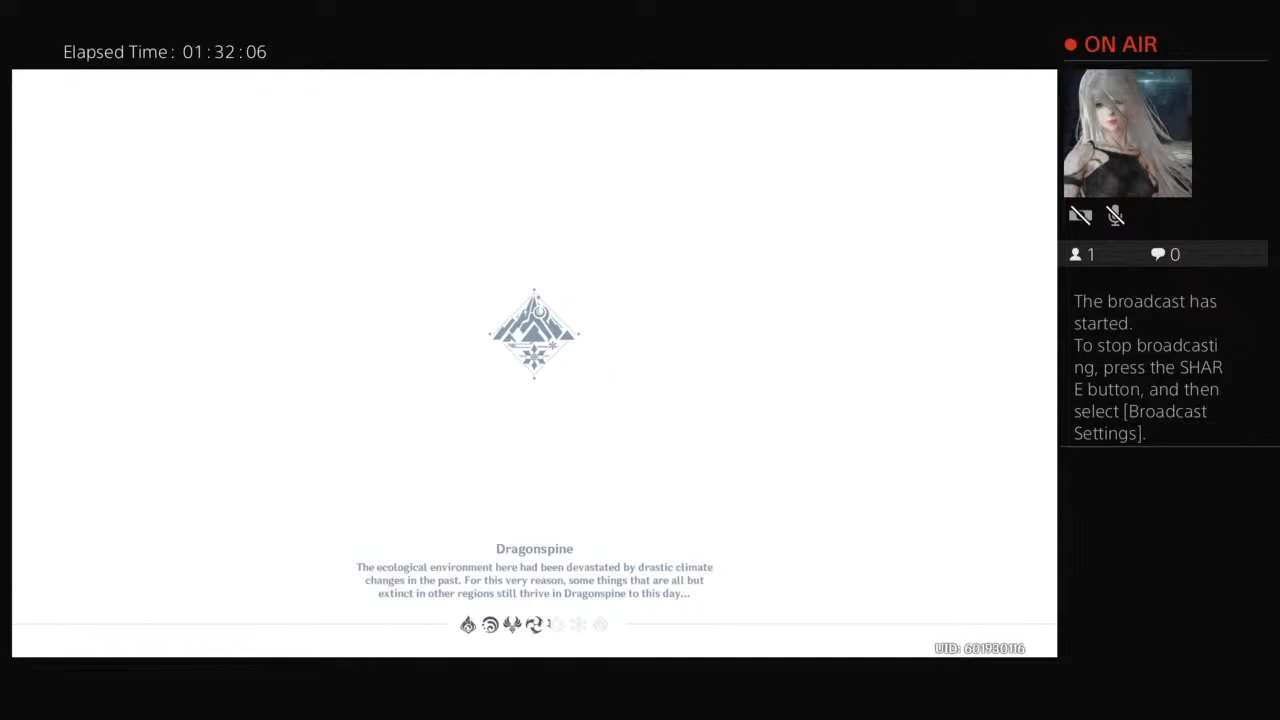 Elapsed Time: 01:32:06
ON AIR
1
0
The broadcast has
started.
To stop broadcasti
ng, press the SHAR
E button, and then
select [Broadcast
Settings].
Dragonspine
The ecological environment here had been devastated by drastic climate
changes in the past. For this very reason, some things that are all but
extinct in other regions still thrive in Dragonspine to this day...
UID: 601930116